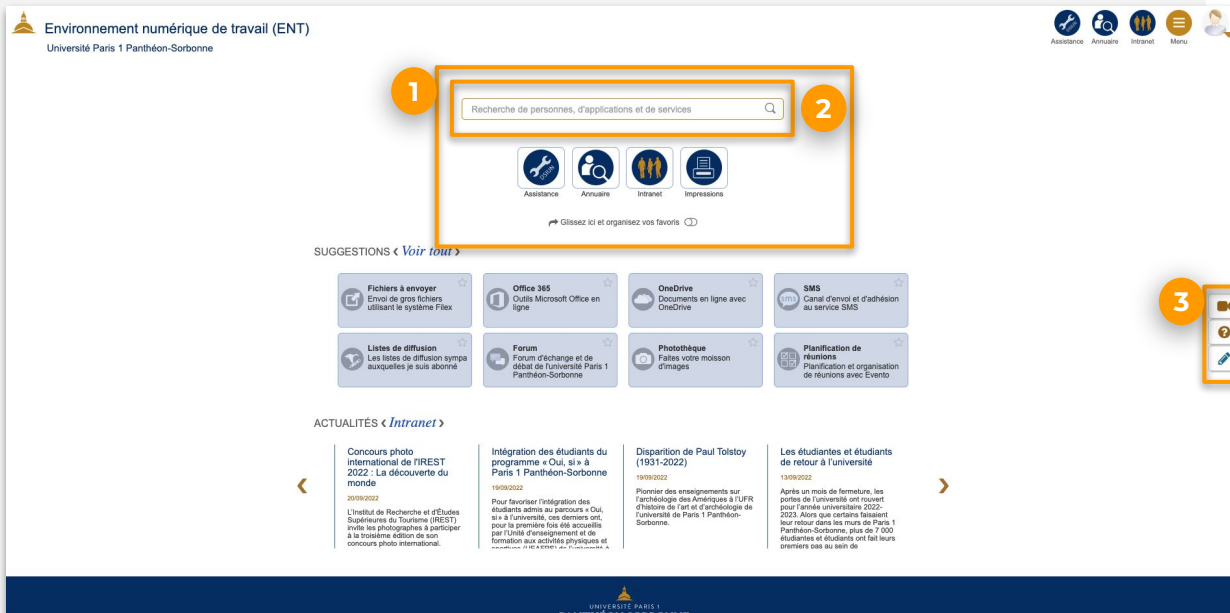 Environnement numérique de travail (ENT)
Université Paris 1 Panthéon-Sorbonne
Assistance
Annuaire
Intranet
Menu
1
2
Recherche de personnes, d'applications et de services
DSIUN
Assistance
Annuaire
Intranet
Impressions
Glissez ici et organisez vos favoris
SUGGESTIONS ‹ Voir tout ›
Fichiers à envoyer
Envoi de gros fichiers
utilisant le système Filex
Office 365
Outils Microsoft Office en
ligne
OneDrive
Documents en ligne avec
OneDrive
sms
SMS
Canal d'envoi et d'adhésion
au service SMS
3
Listes de diffusion
Les listes de diffusion sympa
auxquelles je suis abonné
Forum
Forum d'échange et de
débat de l'université Paris 1
Panthéon-Sorbonne
Photothèque
Faites votre moisson
d'images
Planification de
réunions
Planification et organisation
de réunions avec Evento
ACTUALITÉS ‹ Intranet ›
Concours photo
international de l'IREST
2022 : La découverte du
monde
20/09/2022
L'Institut de Recherche et d'Études
Supérieures du Tourisme (IREST)
invite les photographes à participer
à la troisième édition de son
concours photo international.
Intégration des étudiants du
programme « Oui, si » à
Paris 1 Panthéon-Sorbonne
19/09/2022
Pour favoriser l'intégration des
étudiants admis au parcours « Oui,
si » à l'université, ces derniers ont,
pour la première fois été accueillis
par l'Unité d'enseignement et de
formation aux activités physiques et
sportives (UEAFPS) de l'université à
Disparition de Paul Tolstoy
(1931-2022)
19/09/2022
Pionnier des enseignements sur
l'archéologie des Amériques à l'UFR
d'histoire de l'art et d'archéologie de
l'université de Paris 1 Panthéon-
Sorbonne.
Les étudiantes et étudiants
de retour à l'université
13/09/2022
Après un mois de fermeture, les
portes de l'université ont rouvert
pour l'année universitaire 2022-
2023. Alors que certains faisaient
leur retour dans les murs de Paris 1
Panthéon-Sorbonne, plus de 7 000
étudiantes et étudiants ont fait leurs
premiers pas au sein de
UNIVERSITÉ PARIS 1